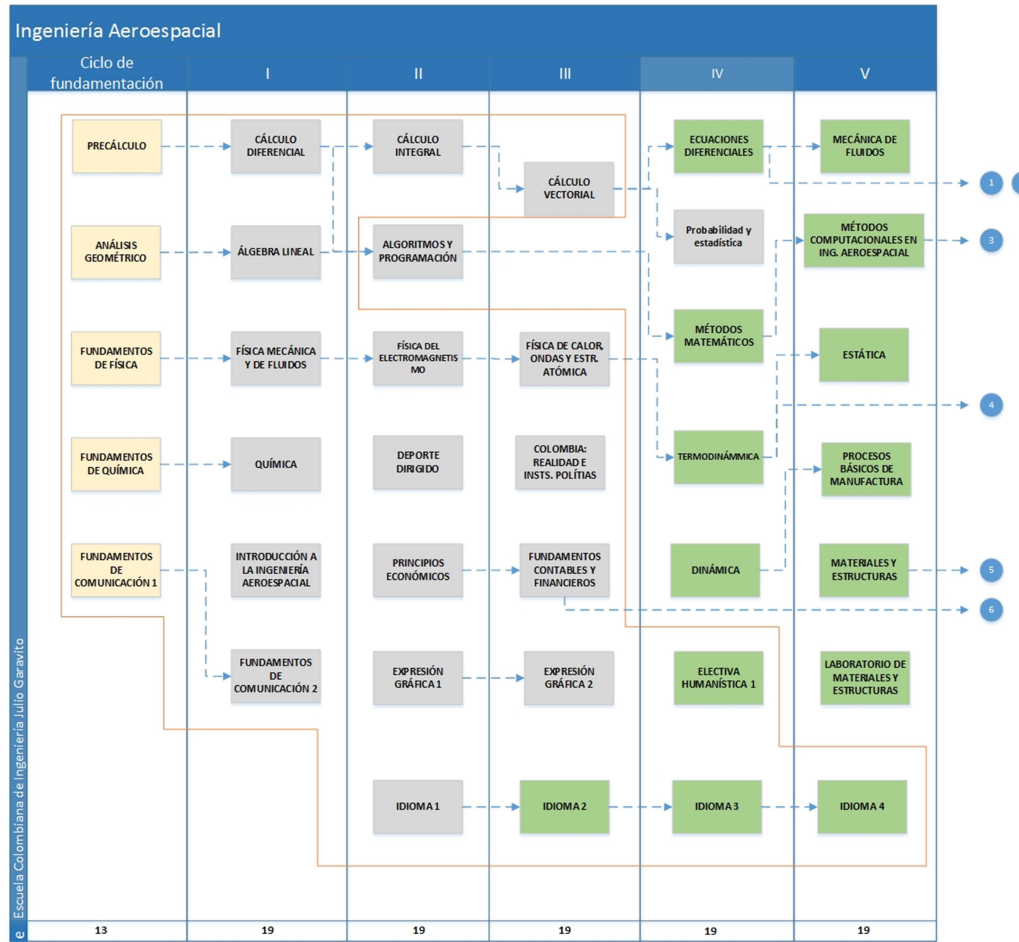 Ingeniería Aeroespacial
Ciclo de
fundamentación
I
II
III
IV
V
PRECÁLCULO
CÁLCULO
DIFERENCIAL
CÁLCULO
INTEGRAL
CÁLCULO
VECTORIAL
ECUACIONES
DIFERENCIALES
MECÁNICA DE
FLUIDOS
1
ANÁLISIS
GEOMÉTRICO
ÁLGEBRA LINEAL
ALGORITMOS Y
PROGRAMACIÓN
Probabilidad y
estadística
MÉTODOS
COMPUTACIONALES EN
ING. AEROESPACIAL
3
FUNDAMENTOS
DE FÍSICA
FÍSICA MECÁNICA
Y DE FLUIDOS
FÍSICA DEL
ELECTROMAGNETIS
MO
FÍSICA DE CALOR,
ONDAS Y ESTR.
ATÓMICA
MÉTODOS
MATEMÁTICOS
ESTÁTICA
4
FUNDAMENTOS
DE QUÍMICA
QUÍMICA
DEPORTE
DIRIGIDO
COLOMBIA:
REALIDAD E
INSTS. POLÍTIAS
TERMODINÁMMICA
PROCESOS
BÁSICOS DE
MANUFACTURA
FUNDAMENTOS
DE
COMUNICACIÓN 1
INTRODUCCIÓN A
LA INGENIERÍA
AEROESPACIAL
PRINCIPIOS
ECONÓMICOS
FUNDAMENTOS
CONTABLES Y
FINANCIEROS
DINÁMICA
MATERIALES Y
ESTRUCTURAS
5
6
FUNDAMENTOS
DE
COMUNICACIÓN 2
EXPRESIÓN
GRÁFICA 1
EXPRESIÓN
GRÁFICA 2
ELECTIVA
HUMANÍSTICA 1
LABORATORIO DE
MATERIALES Y
ESTRUCTURAS
IDIOMA 1
IDIOMA 2
IDIOMA 3
IDIOMA 4
Escuela Colombiana de Ingeniería Julio Garavito
e
13
19
19
19
19
19